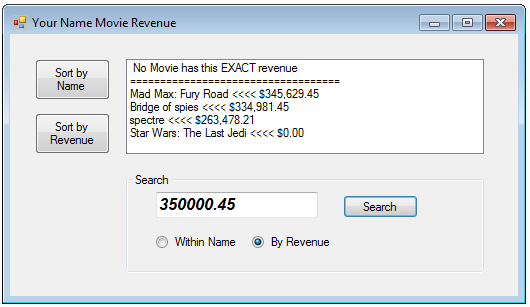 Your Name Movie Revenue
Sort by
Name
Sort by
Revenue
No Movie has this EXACT revenue
===================================
Mad Max: Fury Road <<<< $345,629.45
Bridge of spies <<<< $334,981.45
spectre <<<< $263,478.21
Star Wars: The Last Jedi <<<< $0.00
Search
350000.45
Search
Within Name
By Revenue